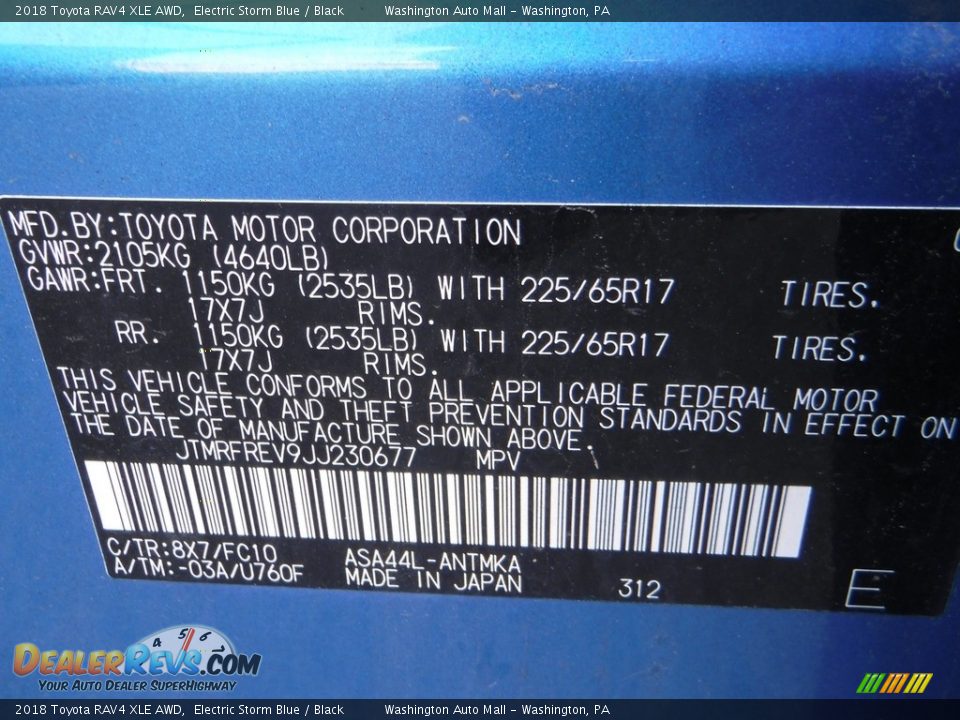 2018 Toyota RAV4 XLE AWD,  Electric Storm Blue / Black          Washington Auto Mall - Washington, PA
MFD.BY:TOYOTA MOTOR CORPORATION
GVWR:2105KG (4640LB)
GAWR:FRT. 1150KG (2535LB) WITH 225/65R17 TIRES.
17X7J RIMS.
RR. 1150KG (2535LB) WITH 225/65R17 TIRES.
17X7J RIMS.
THIS VEHICLE CONFORMS TO ALL APPLICABLE FEDERAL MOTOR
VEHICLE SAFETY AND THEFT PREVENTION STANDARDS IN EFFECT ON
THE DATE OF MANUFACTURE SHOWN ABOVE.
JTMRFREV9JJ230677 MPV
C/TR:8X7/FC10 ASA44L-ANTMKA
A/TM:-03A/U760F MADE IN JAPAN 312 E
4 5 6
DEALERREVS.COM
YOUR AUTO DEALER SUPERHIGHWAY
2018 Toyota RAV4 XLE AWD,  Electric Storm Blue / Black          Washington Auto Mall - Washington, PA